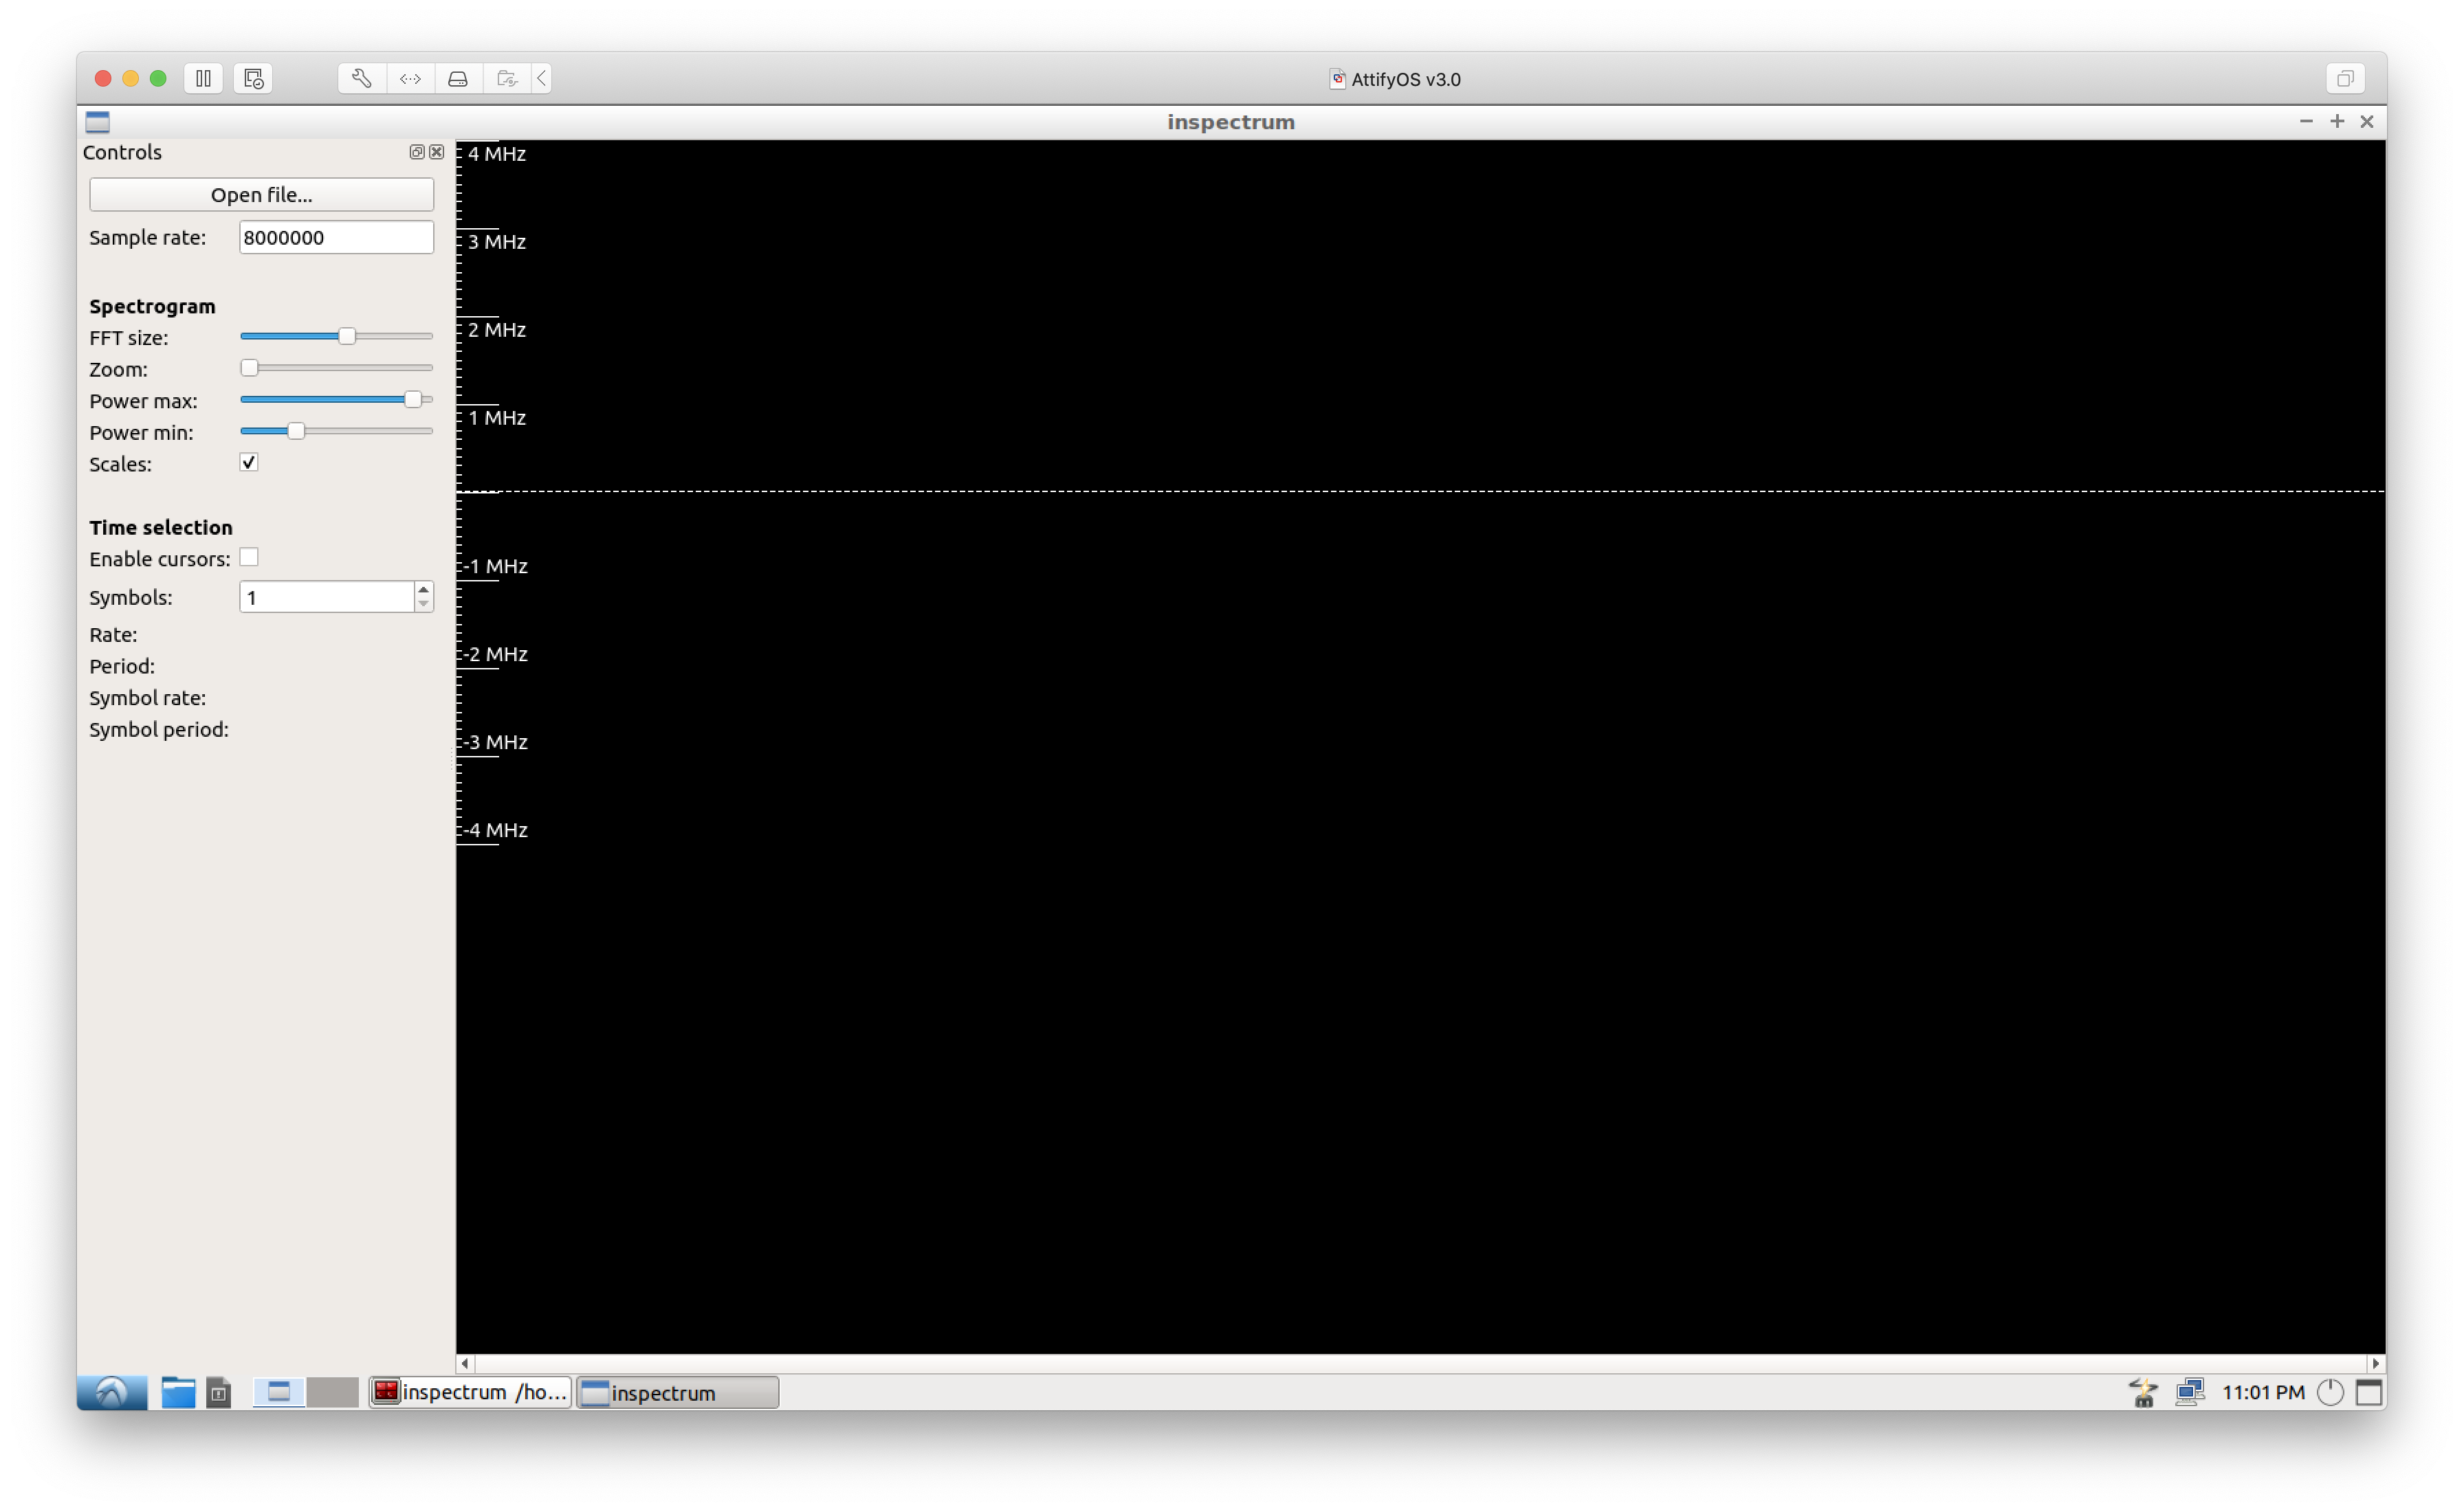 AttifyOS v3.0
inspectrum
Controls
Open file...
Sample rate: 8000000
Spectrogram
FFT size:
Zoom:
Power max:
Power min:
Scales:
Time selection
Enable cursors:
Symbols: 1
Rate:
Period:
Symbol rate:
Symbol period:
4 MHz
3 MHz
2 MHz
1 MHz
-1 MHz
-2 MHz
-3 MHz
-4 MHz
inspectrum /ho...
inspectrum
11:01 PM